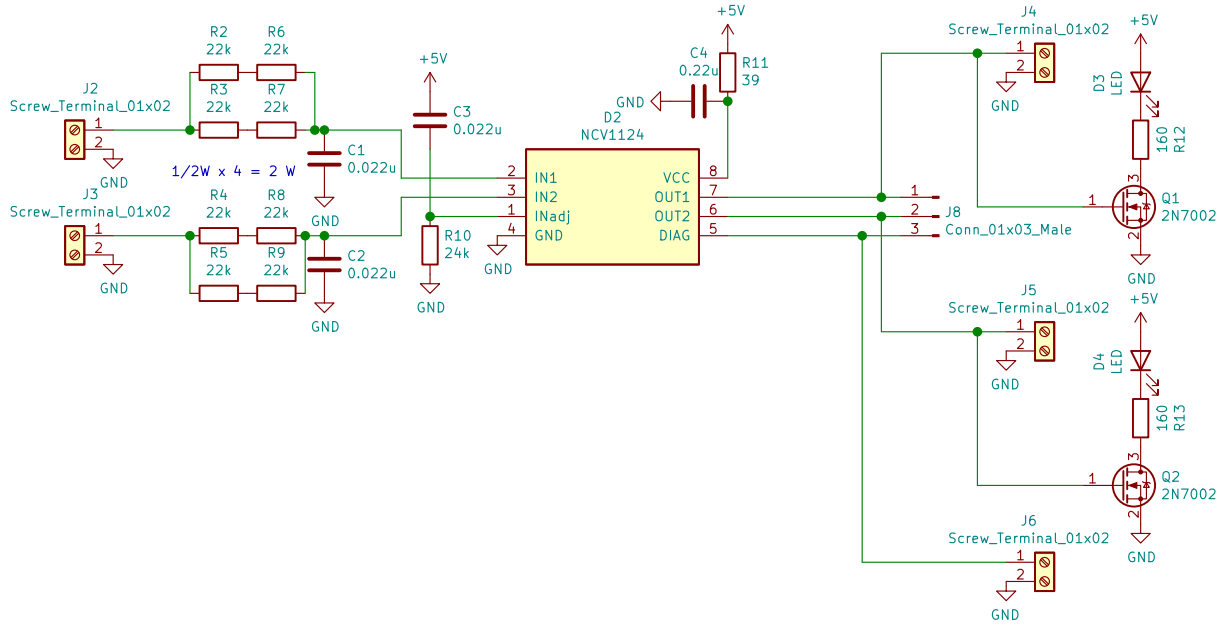 J2
Screw_Terminal_01x02
1
2
GND
R2
22k
R6
22k
R3
22k
R7
22k
1/2W x 4 = 2 W
J3
Screw_Terminal_01x02
1
2
GND
R4
22k
R8
22k
R5
22k
R9
22k
C1
0.022u
GND
C2
0.022u
GND
+5V
C3
0.022u
R10
24k
GND
D2
NCV1124
2 IN1
3 IN2
1 INadj
4 GND
GND
VCC 8
OUT1 7
OUT2 6
DIAG 5
+5V
C4
0.22u
GND
R11
39
1
2
3
J8
Conn_01x03_Male
J4
Screw_Terminal_01x02
1
2
GND
+5V
D3
LED
160
R12
3
1
2
Q1
2N7002
GND
J5
Screw_Terminal_01x02
1
2
GND
+5V
D4
LED
160
R13
3
1
2
Q2
2N7002
GND
J6
Screw_Terminal_01x02
1
2
GND